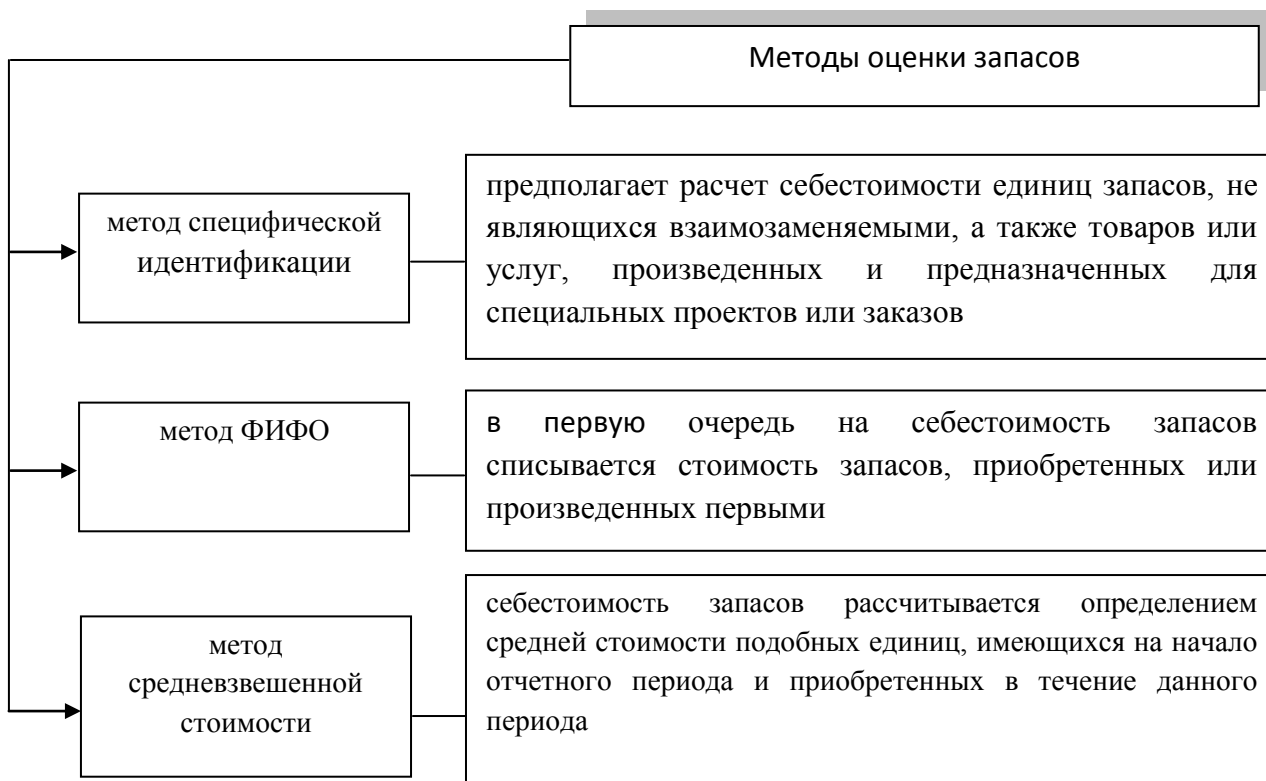 Методы оценки запасов
метод специфической
идентификации
предполагает расчет себестоимости единиц запасов, не
являющихся взаимозаменяемыми, а также товаров или
услуг, произведенных и предназначенных для
специальных проектов или заказов
метод ФИФО
в первую очередь на себестоимость запасов
списывается стоимость запасов, приобретенных или
произведенных первыми
метод
средневзвешенной
стоимости
себестоимость запасов рассчитывается определением
средней стоимости подобных единиц, имеющихся на начало
отчетного периода и приобретенных в течение данного
периода